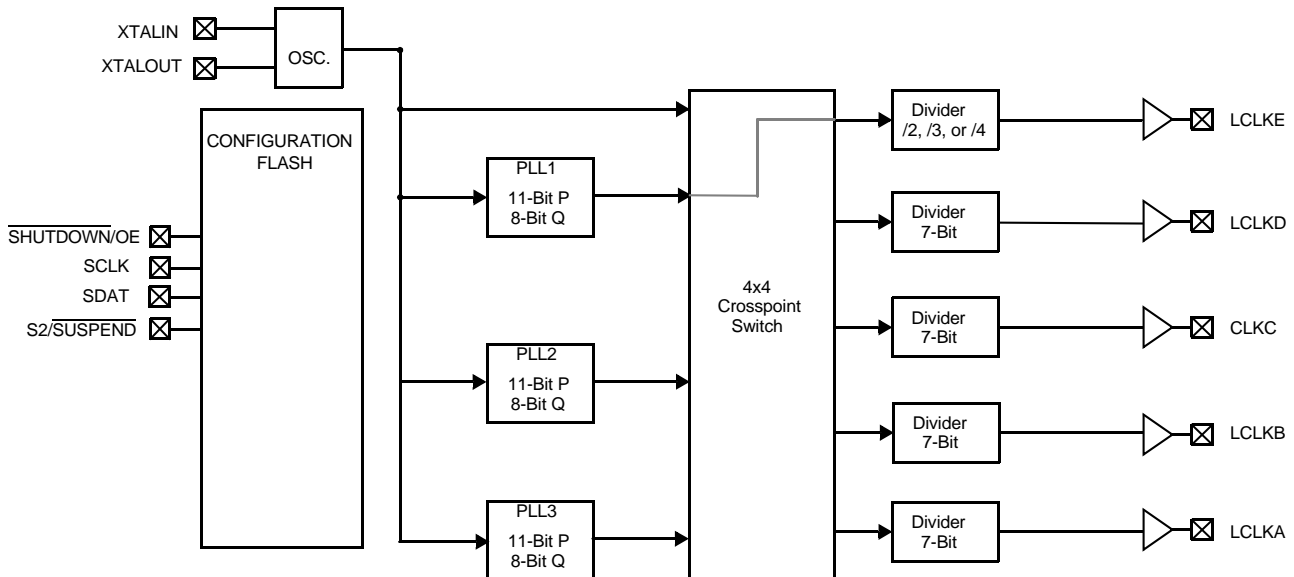 XTALIN
XTALOUT
OSC.
CONFIGURATION
FLASH
SHUTDOWN/OE
SCLK
SDAT
S2/SUSPEND
PLL1
11-Bit P
8-Bit Q
PLL2
11-Bit P
8-Bit Q
PLL3
11-Bit P
8-Bit Q
4x4
Crosspoint
Switch
Divider
/2, /3, or /4
LCLKE
Divider
7-Bit
LCLKD
Divider
7-Bit
CLKC
Divider
7-Bit
LCLKB
Divider
7-Bit
LCLKA